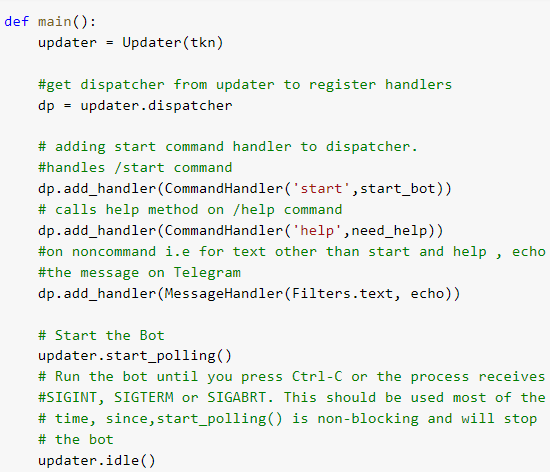 def main():
    updater = Updater(tkn)
    #get dispatcher from updater to register handlers
    dp = updater.dispatcher
    # adding start command handler to dispatcher.
    #handles /start command
    dp.add_handler(CommandHandler('start',start_bot))
    # calls help method on /help command
    dp.add_handler(CommandHandler('help',need_help))
    #on noncommand i.e for text other than start and help , echo
    #the message on Telegram
    dp.add_handler(MessageHandler(Filters.text, echo))
    # Start the Bot
    updater.start_polling()
    # Run the bot until you press Ctrl-C or the process receives
    #SIGINT, SIGTERM or SIGABRT. This should be used most of the
    # time, since,start_polling() is non-blocking and will stop
    # the bot
    updater.idle()